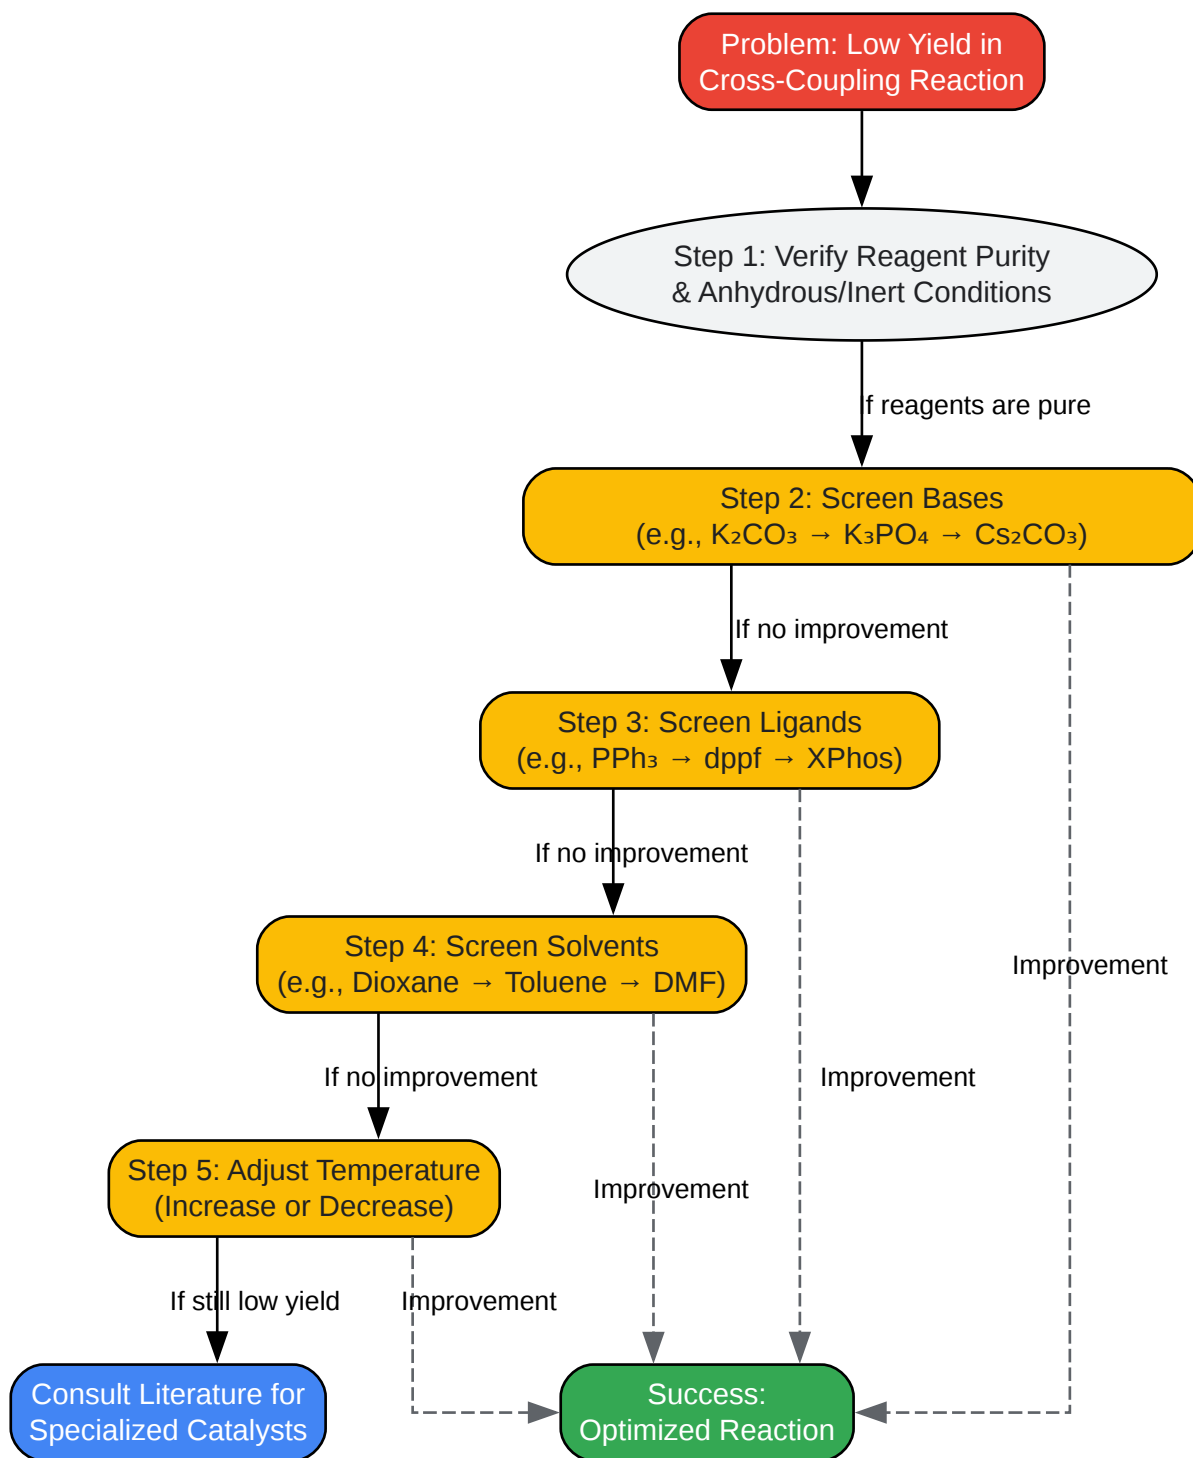 Problem: Low Yield in
Cross-Coupling Reaction
Step 1: Verify Reagent Purity
& Anhydrous/Inert Conditions
If reagents are pure
Step 2: Screen Bases
(e.g., K₂CO₃ → K₃PO₄ → Cs₂CO₃)
If no improvement
Step 3: Screen Ligands
(e.g., PPh₃ → dppf → XPhos)
If no improvement
Step 4: Screen Solvents
(e.g., Dioxane → Toluene → DMF)
Improvement
If no improvement
Improvement
Step 5: Adjust Temperature
(Increase or Decrease)
Improvement
If still low yield
Improvement
Consult Literature for
Specialized Catalysts
Success:
Optimized Reaction